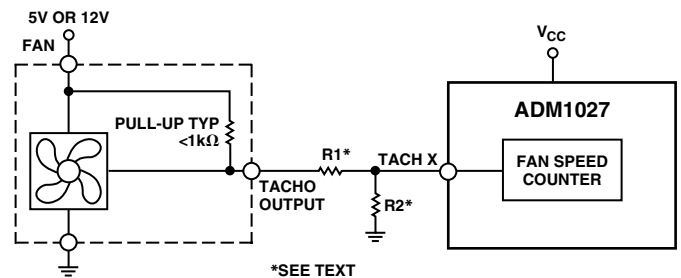 5V OR 12V
FAN
PULL-UP TYP
<1kΩ
TACHO
OUTPUT
R1*
R2*
TACH X
VCC
ADM1027
FAN SPEED
COUNTER
*SEE TEXT